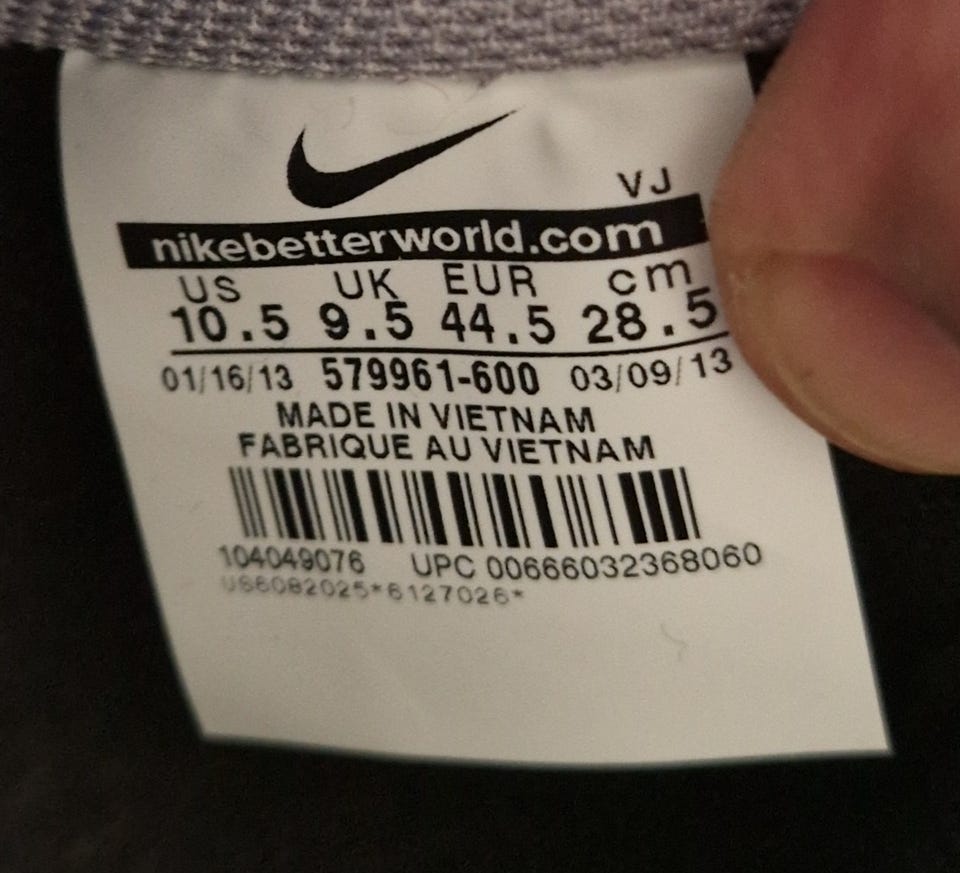 VJ
nikebetterworld.com
US UK EUR cm
10.5 9.5 44.5 28.5
01/16/13 579961-600 03/09/13
MADE IN VIETNAM
FABRIQUE AU VIETNAM
104049076 UPC 00666032368060
US6082025*6127026*